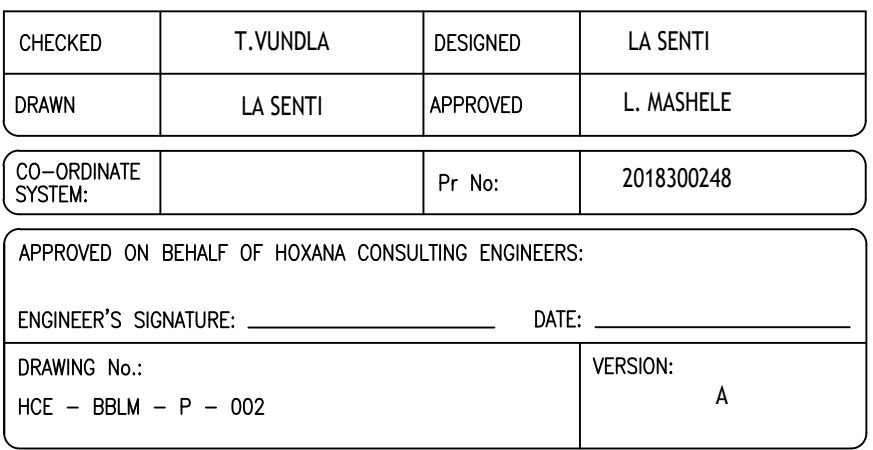 CHECKED T.VUNDLA DESIGNED LA SENTI
DRAWN LA SENTI APPROVED L. MASHELE
CO-ORDINATE
SYSTEM:
Pr No: 2018300248
APPROVED ON BEHALF OF HOXANA CONSULTING ENGINEERS:
ENGINEER'S SIGNATURE: DATE:
DRAWING No.:
HCE - BBLM - P - 002
VERSION:
A